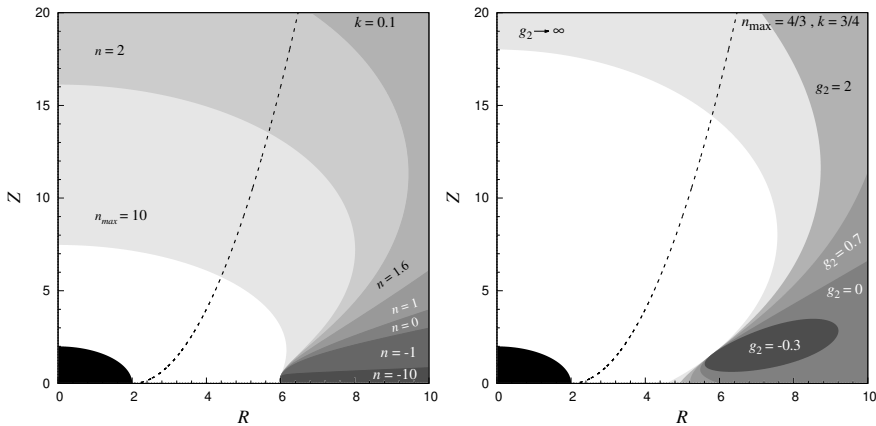 20
15
10
5
0
Z
k = 0.1
n = 2
n_max = 10
n = 1.6
n = 1
n = 0
n = -1
n = -10
0 2 4 6 8 10
R
20
15
10
5
0
Z
n_max = 4/3 , k = 3/4
g_2 → ∞
g_2 = 2
g_2 = 0.7
g_2 = 0
g_2 = -0.3
0 2 4 6 8 10
R